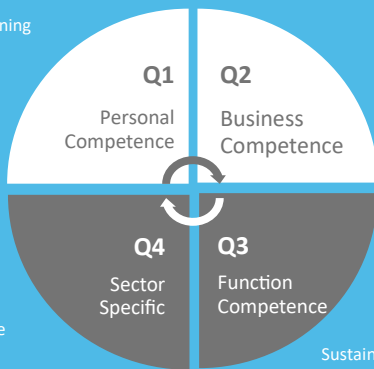 Q1
Personal
Competence
Q2
Business
Competence
Q4
Sector
Specific
Q3
Function
Competence